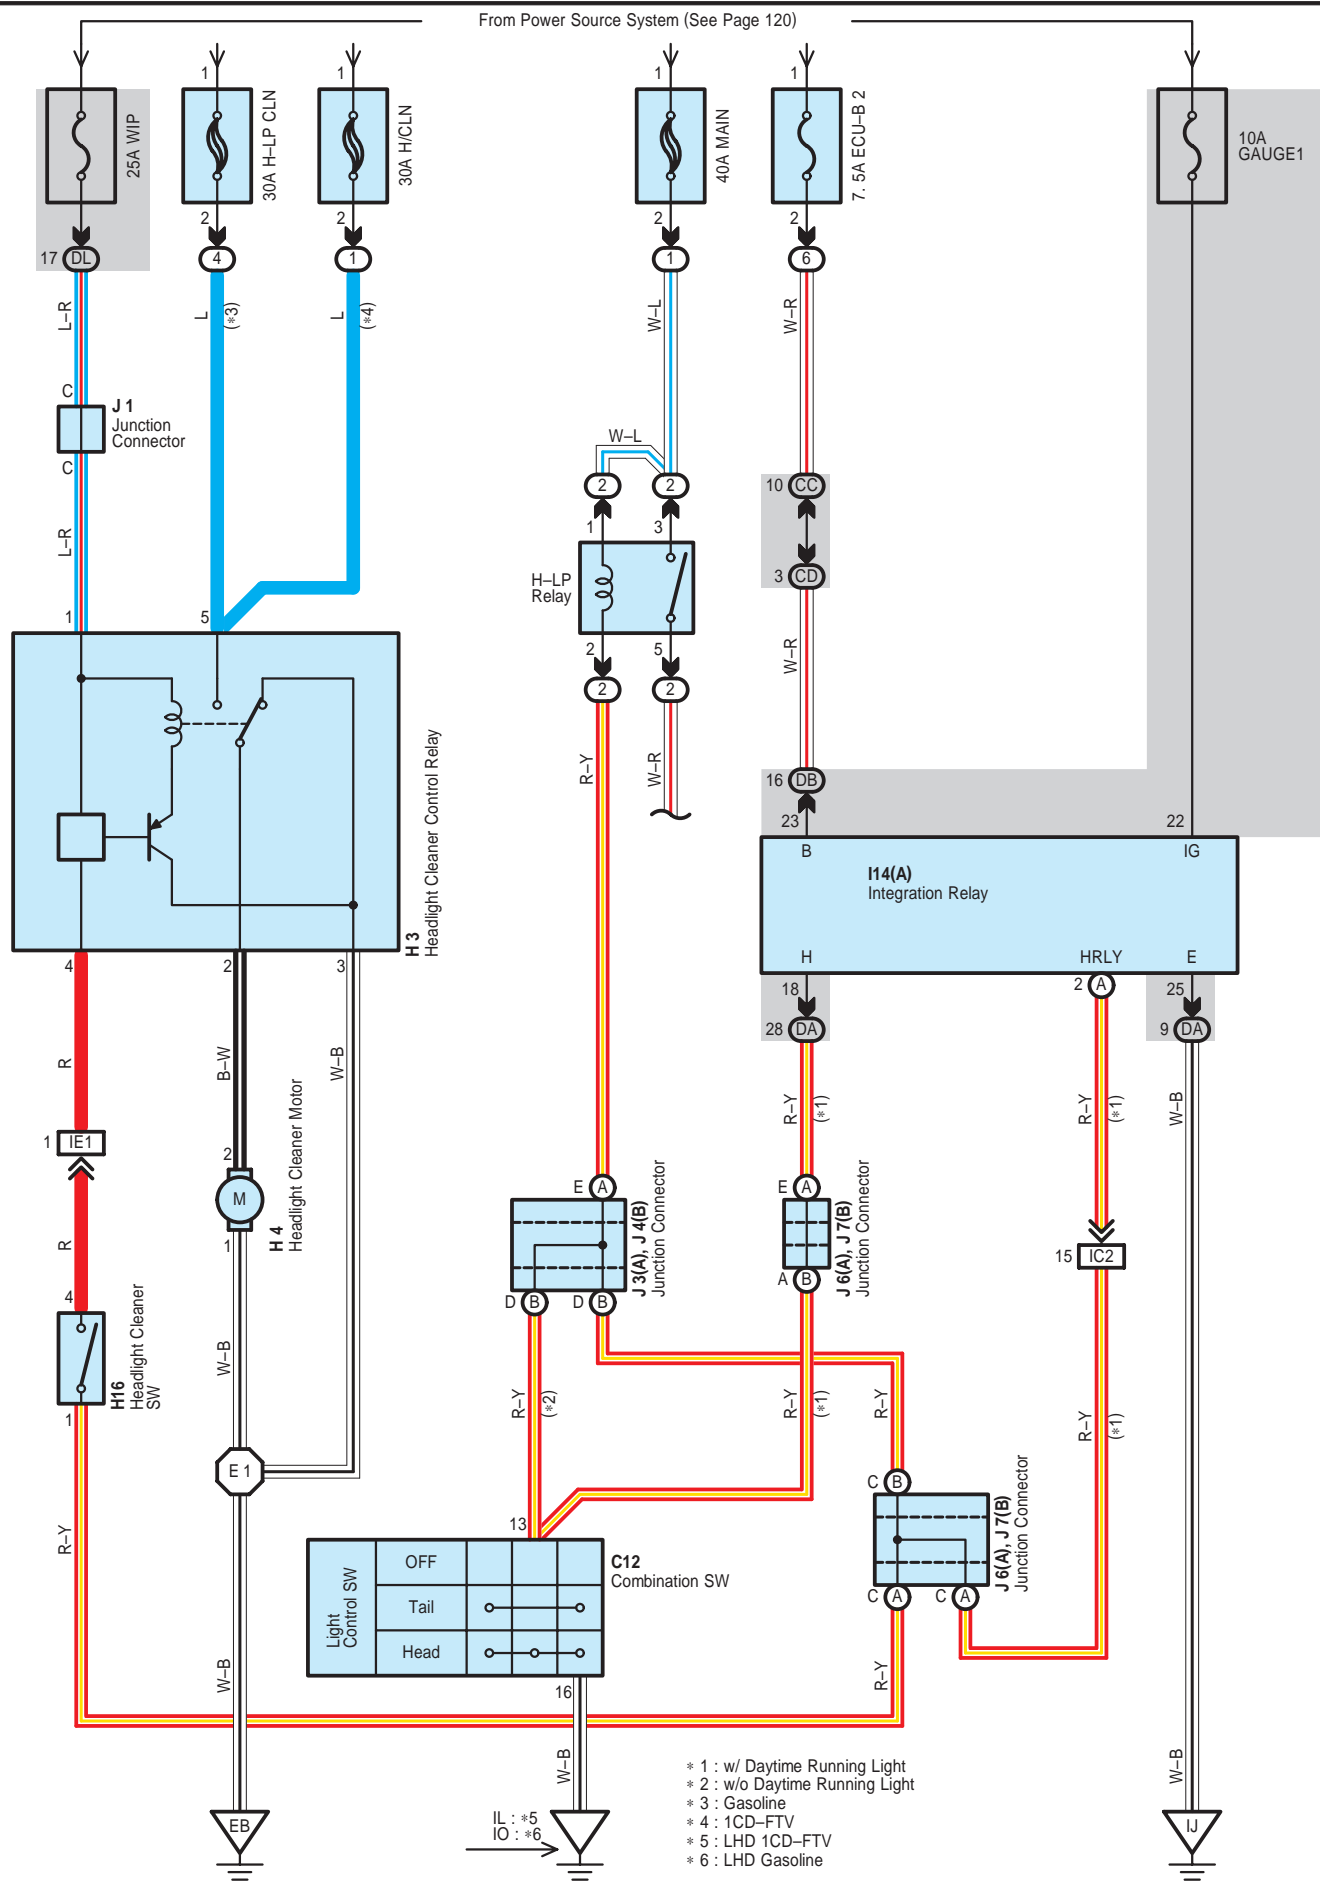 From Power Source System (See Page 120)
1
1
1
1
25A WIP
30A H–LP CLN
30A H/CLN
40A MAIN
7. 5A ECU–B 2
10A
GAUGE1
2
2
2
2
17 DL
4
1
1
6
L–R
L
(*3)
L
(*4)
W–L
W–R
C
J 1
Junction
Connector
C
W–L
2
2
10 CC
L–R
1
3
3 CD
H–LP
Relay
1
5
2
5
W–R
2
2
R–Y
W–R
16 DB
23
22
B
IG
I14(A)
Integration Relay
H 3
Headlight Cleaner Control Relay
H
HRLY
E
4
2
3
18
2 A
25
28 DA
9 DA
R
B–W
W–B
R–Y
(*1)
R–Y
(*1)
W–B
1 IE1
2
M
H 4
Headlight Cleaner Motor
1
E A
J 3(A), J 4(B)
Junction Connector
E A
J 6(A), J 7(B)
Junction Connector
R
15 IC2
A B
D B
D B
4
H16
Headlight Cleaner
SW
W–B
R–Y
(*2)
R–Y
(*1)
R–Y
R–Y
(*1)
1
E 1
C B
J 6(A), J 7(B)
Junction Connector
13
R–Y
Light
Control SW
OFF
Tail
Head
C12
Combination SW
C A
C A
W–B
16
R–Y
W–B
W–B
* 1 : w/ Daytime Running Light
* 2 : w/o Daytime Running Light
* 3 : Gasoline
* 4 : 1CD–FTV
* 5 : LHD 1CD–FTV
* 6 : LHD Gasoline
IL : *5
IO : *6
EB
IJ